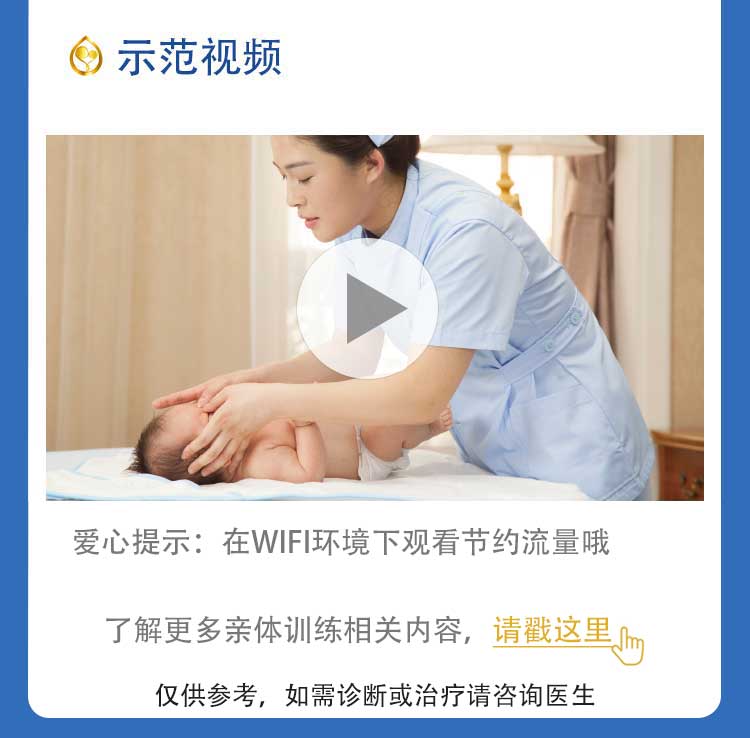 示范视频
爱心提示：在WIFI环境下观看节约流量哦
了解更多亲体训练相关内容，请戳这里
仅供参考，如需诊断或治疗请咨询医生